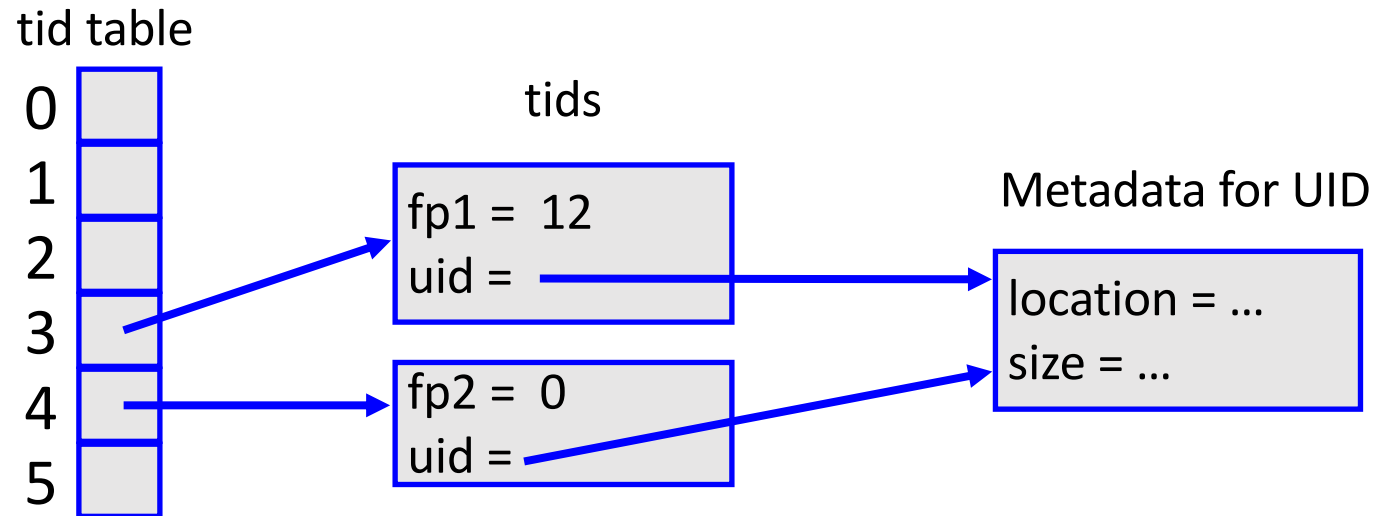 tid table
0
1
2
3
4
5
tids
fp1 = 12
uid =
fp2 = 0
uid =
Metadata for UID
location = ...
size = ...